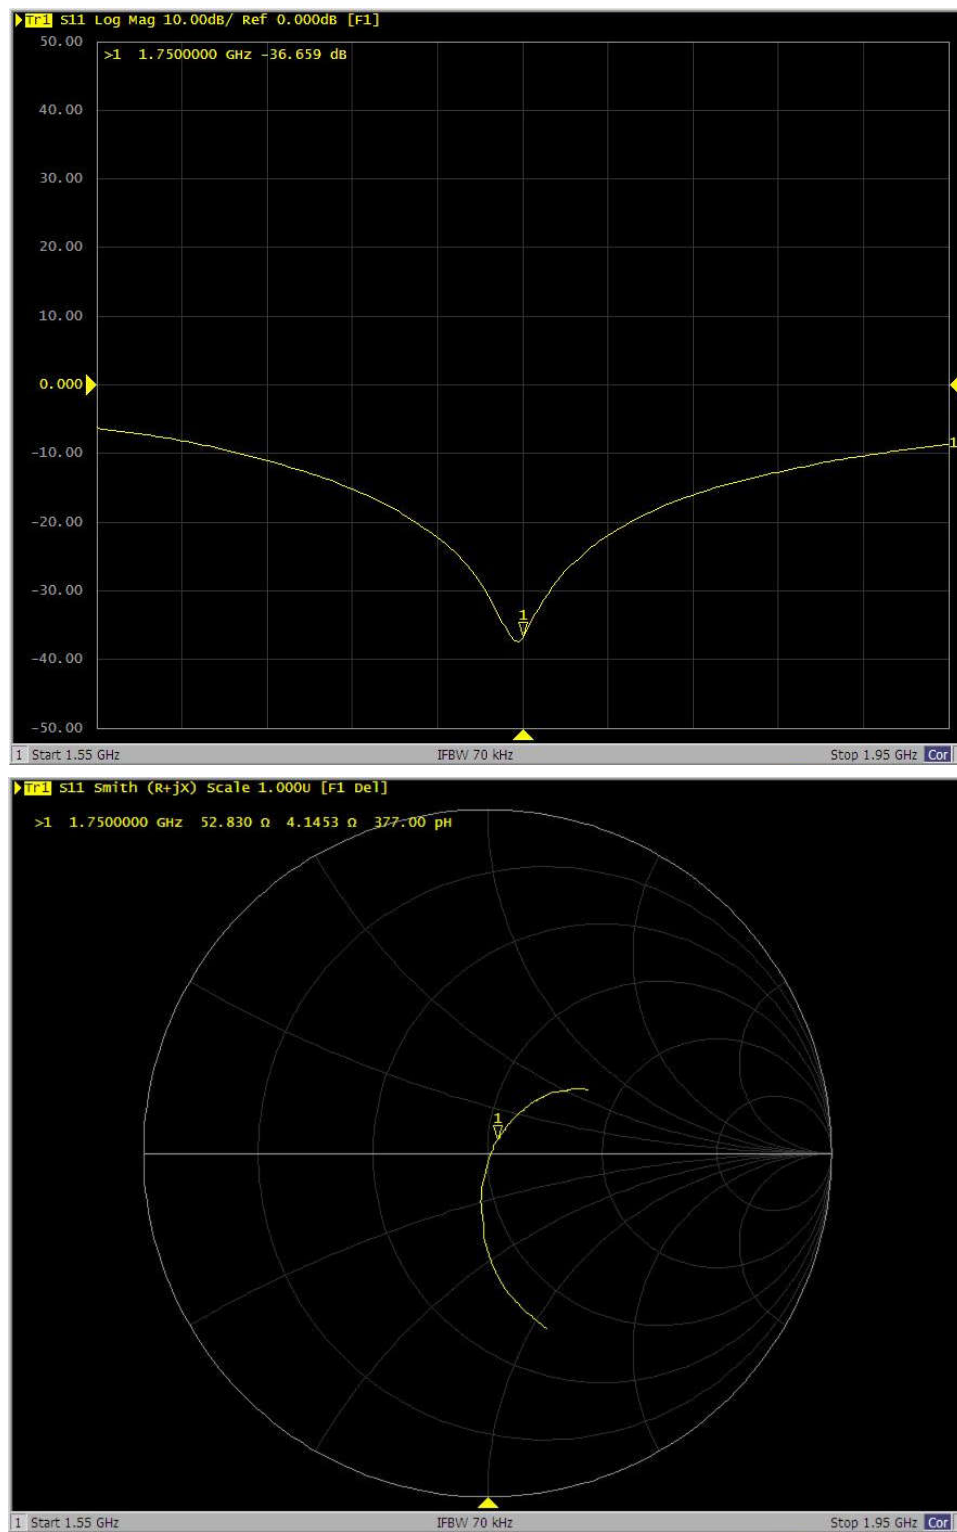 Tr1 S11 Log Mag 10.00dB/ Ref 0.000dB [F1]
50.00
>1 1.7500000 GHz -36.659 dB
40.00
30.00
20.00
10.00
0.000
1
-10.00
-20.00
-30.00
1
-40.00
-50.00
1 Start 1.55 GHz IFBW 70 kHz Stop 1.95 GHz Cor
Tr1 S11 Smith (R+jX) Scale 1.000U [F1 Del]
>1 1.7500000 GHz 52.830 Ω 4.1453 Ω 377.00 pH
1
1 Start 1.55 GHz IFBW 70 kHz Stop 1.95 GHz Cor